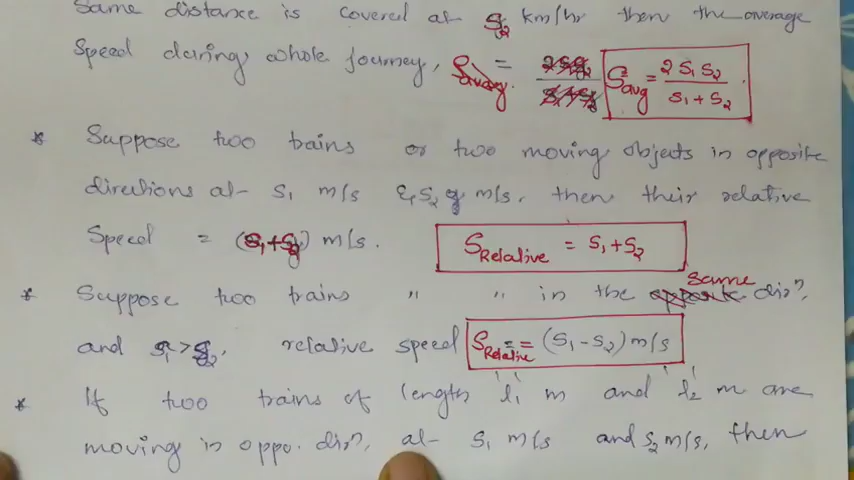 Same distance is covered at S₂ km/hr then the average
Speed during whole journey, Savg = 2S₁S₂ / S₁+S₂
* Suppose two trains or two moving objects in opposite
directions at S₁ m/s & S₂ m/s. then their relative
Speed = (S₁+S₂) m/s. S Relative = S₁+S₂
* Suppose two trains " " in the same dirⁿ.
and S₁>S₂, relative speed S Relative = (S₁-S₂) m/s
* If two trains of length 'l₁' m and 'l₂' m are
moving in oppo. dirⁿ. at S₁ m/s and S₂ m/s, then